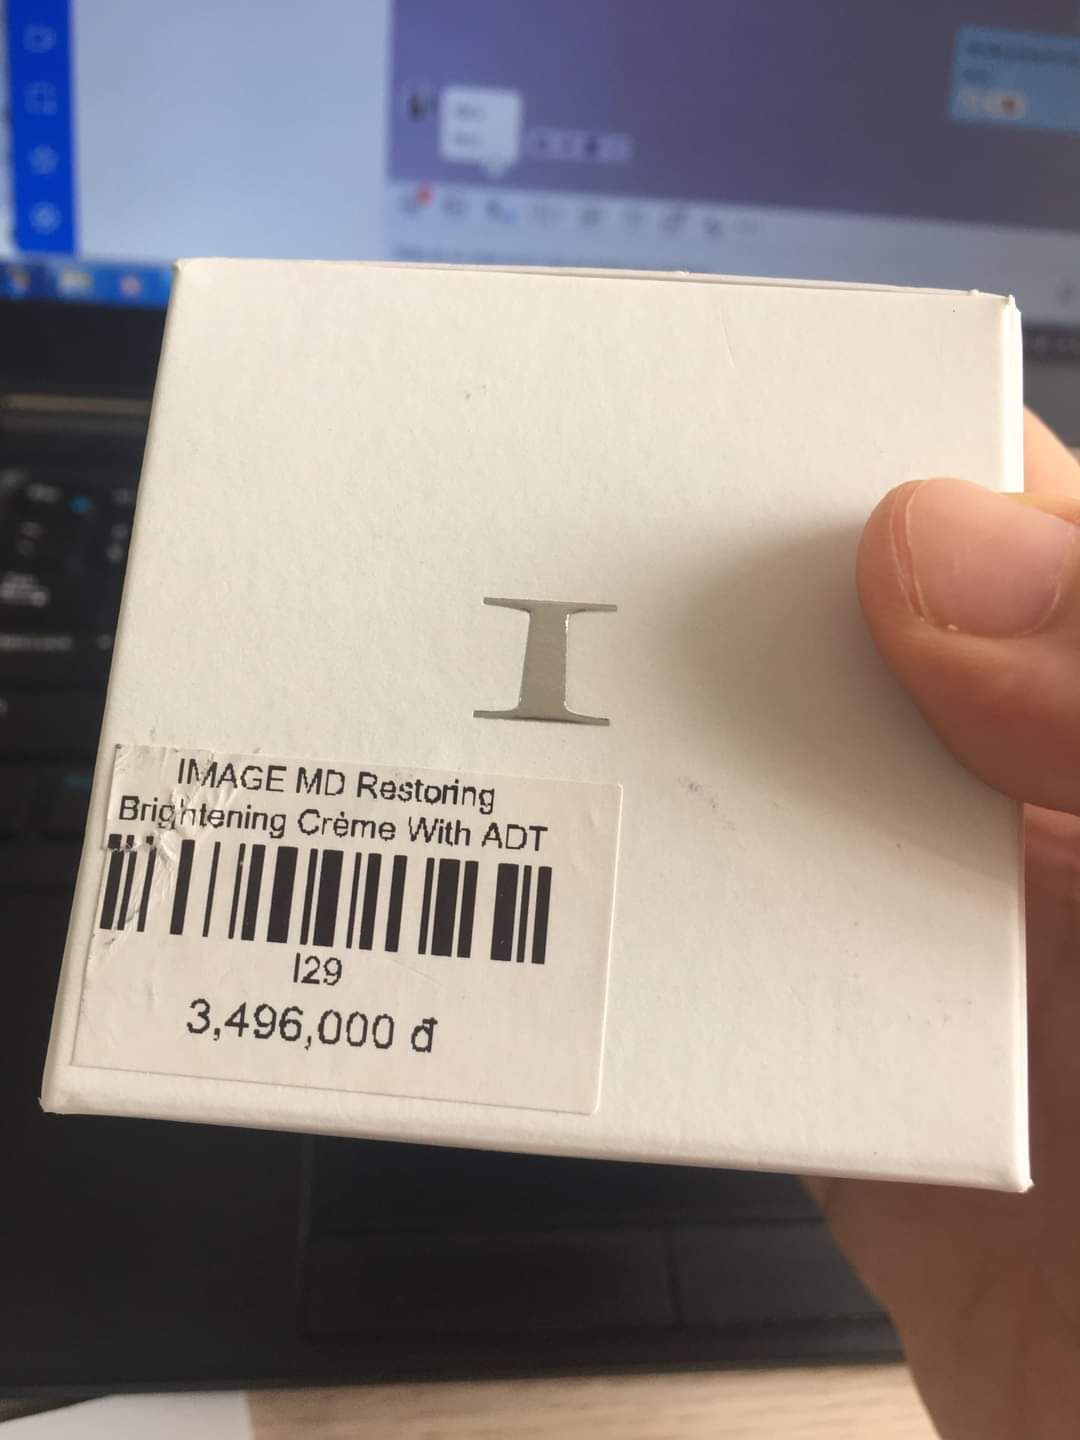 I
IMAGE MD Restoring
Brightening Crème With ADT
I29
3,496,000 đ